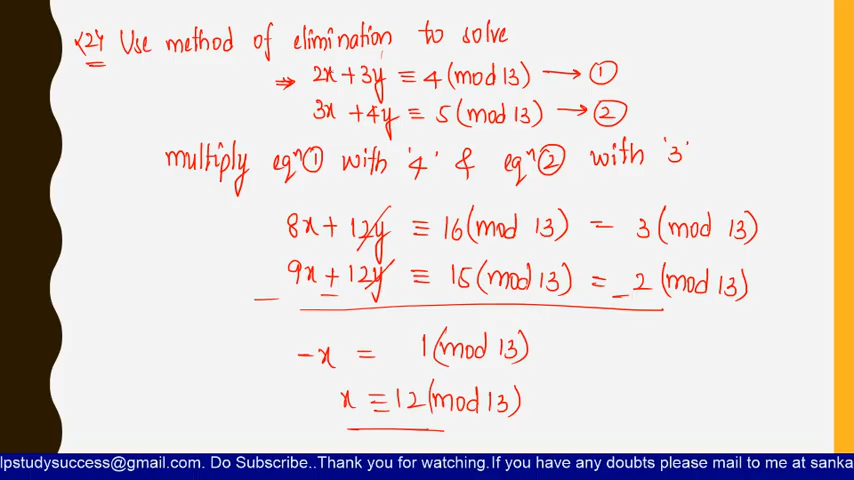 (2) Use method of elimination to solve
⇒ 2x + 3y ≡ 4 (mod 13) → ①
3x + 4y ≡ 5 (mod 13) → ②
multiply eqⁿ ① with '4' & eqⁿ ② with '3'
8x + 12y ≡ 16 (mod 13) = 3 (mod 13)
9x + 12y ≡ 15 (mod 13) = 2 (mod 13)
- - -
-x = 1 (mod 13)
x ≡ 12 (mod 13)
lpstudysuccess@gmail.com. Do Subscribe..Thank you for watching.If you have any doubts please mail to me at sanka